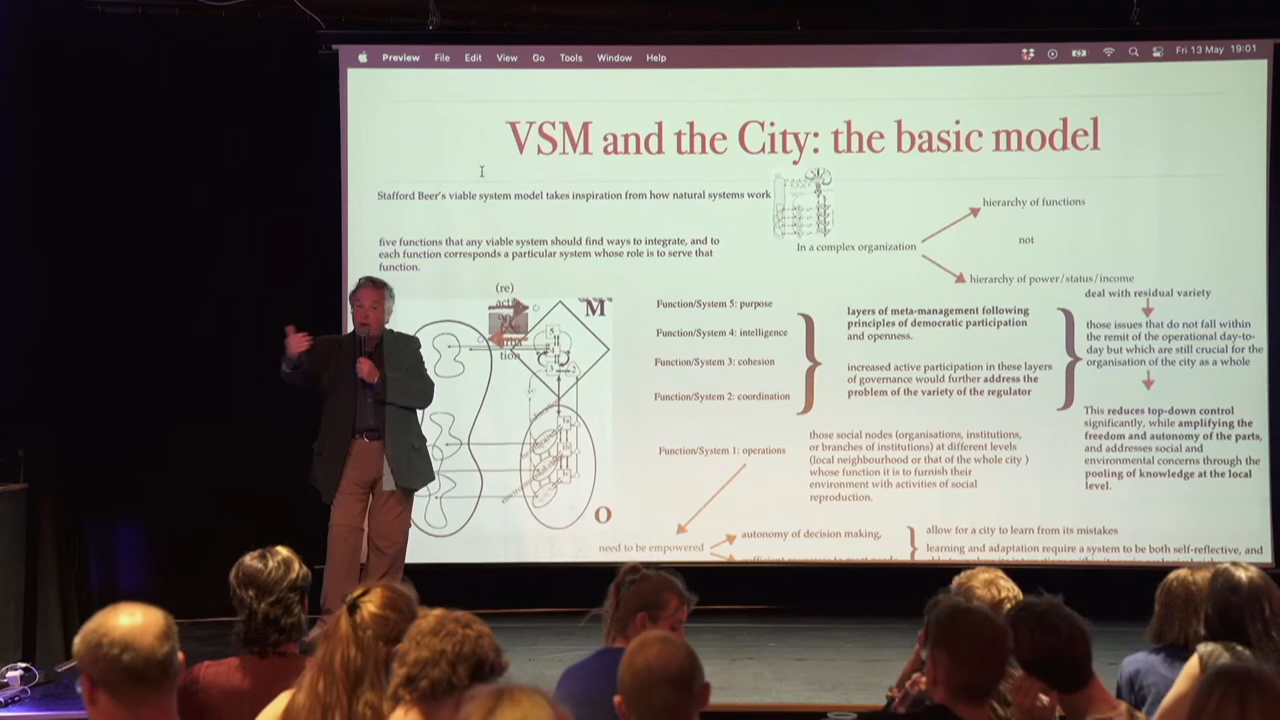 Preview File Edit View Go Tools Window Help
Fri 13 May 19:01
VSM and the City: the basic model
Stafford Beer's viable system model takes inspiration from how natural systems work
five functions that any viable system should find ways to integrate, and to
each function corresponds a particular system whose role is to serve that
function.
In a complex organization
hierarchy of functions
not
hierarchy of power/status/income
deal with residual variety
(re)
M
O
Function/System 5: purpose
Function/System 4: intelligence
Function/System 3: cohesion
Function/System 2: coordination
layers of meta-management following
principles of democratic participation
and openness.
increased active participation in these layers
of governance would further address the
problem of the variety of the regulator
those issues that do not fall within
the remit of the operational day-to-
day but which are still crucial for the
organisation of the city as a whole
This reduces top-down control
significantly, while amplifying the
freedom and autonomy of the parts,
and addresses social and
environmental concerns through the
pooling of knowledge at the local
level.
Function/System 1: operations
those social nodes (organisations, institutions,
or branches of institutions) at different levels
(local neighbourhood or that of the whole city )
whose function it is to furnish their
environment with activities of social
reproduction.
need to be empowered
autonomy of decision making,
allow for a city to learn from its mistakes
learning and adaptation require a system to be both self-reflective, and